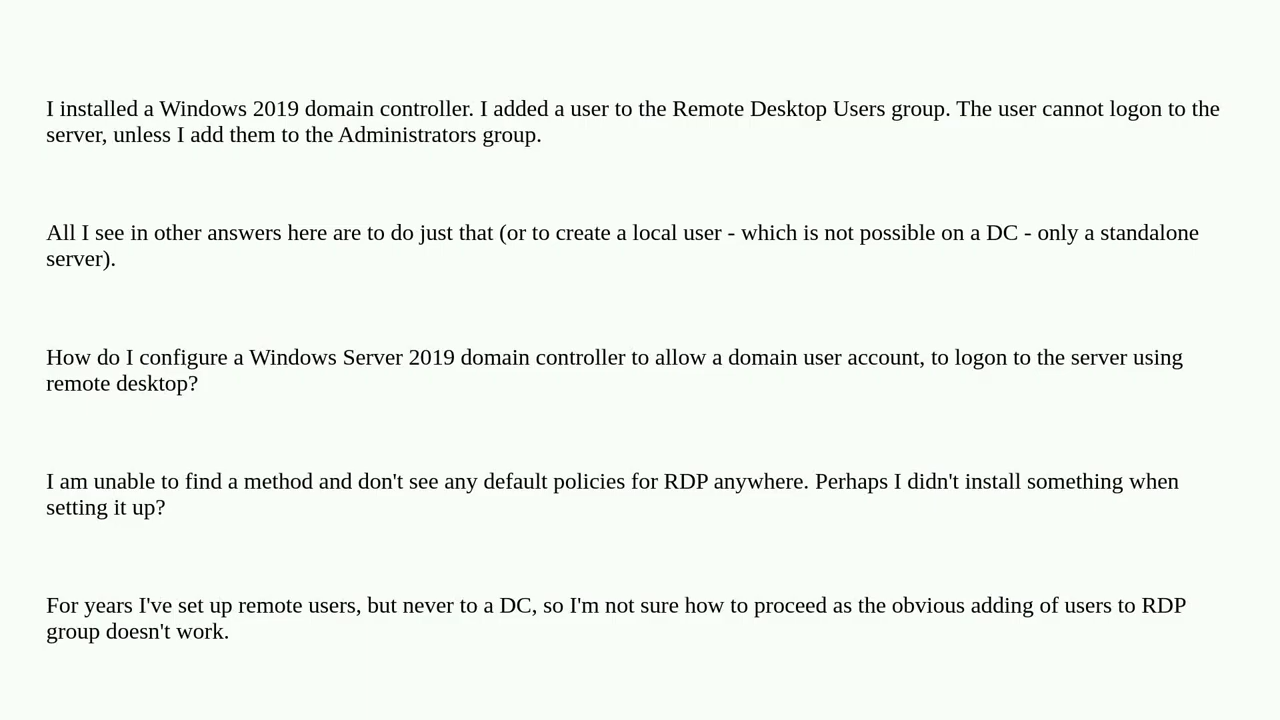 I installed a Windows 2019 domain controller. I added a user to the Remote Desktop Users group. The user cannot logon to the
server, unless I add them to the Administrators group.
All I see in other answers here are to do just that (or to create a local user - which is not possible on a DC - only a standalone
server).
How do I configure a Windows Server 2019 domain controller to allow a domain user account, to logon to the server using
remote desktop?
I am unable to find a method and don't see any default policies for RDP anywhere. Perhaps I didn't install something when
setting it up?
For years I've set up remote users, but never to a DC, so I'm not sure how to proceed as the obvious adding of users to RDP
group doesn't work.